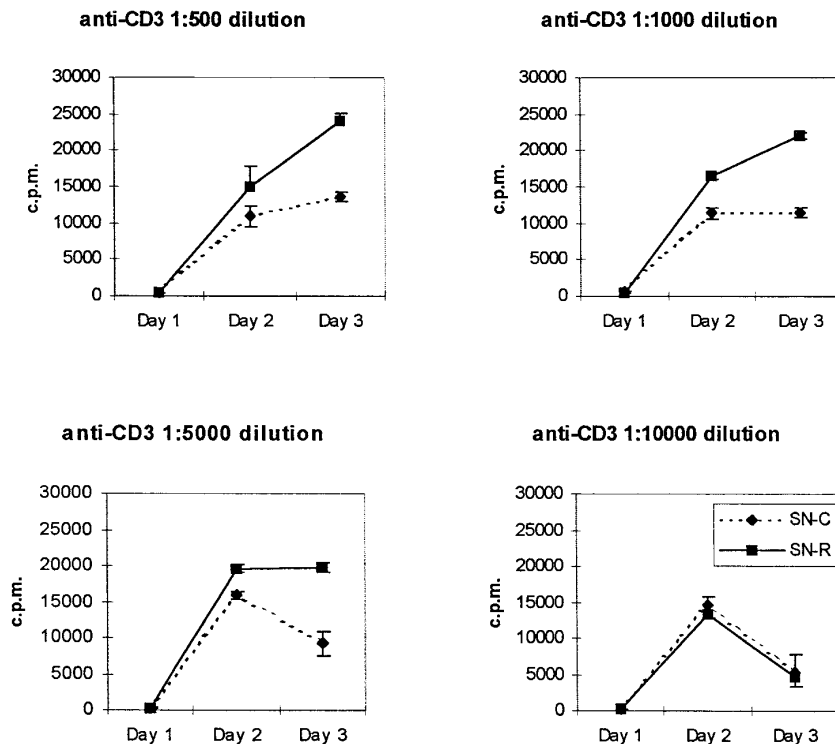 anti-CD3 1:500 dilution
30000
25000
20000
15000
10000
5000
0
c.p.m.
Day 1 Day 2 Day 3
anti-CD3 1:1000 dilution
30000
25000
20000
15000
10000
5000
0
c.p.m.
Day 1 Day 2 Day 3
anti-CD3 1:5000 dilution
30000
25000
20000
15000
10000
5000
0
c.p.m.
Day 1 Day 2 Day 3
anti-CD3 1:10000 dilution
30000
25000
20000
15000
10000
5000
0
c.p.m.
SN-C
SN-R
Day 1 Day 2 Day 3